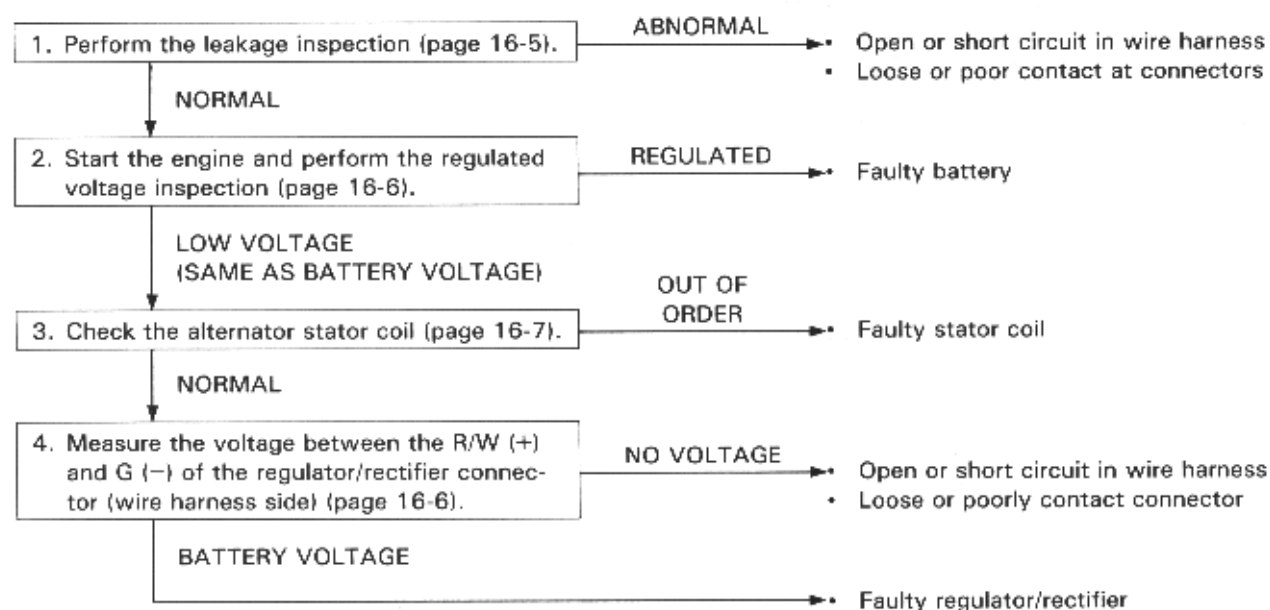 1. Perform the leakage inspection (page 16-5).
ABNORMAL
• Open or short circuit in wire harness
• Loose or poor contact at connectors
NORMAL
2. Start the engine and perform the regulated
voltage inspection (page 16-6).
REGULATED
• Faulty battery
LOW VOLTAGE
(SAME AS BATTERY VOLTAGE)
3. Check the alternator stator coil (page 16-7).
OUT OF
ORDER
• Faulty stator coil
NORMAL
4. Measure the voltage between the R/W (+)
and G (−) of the regulator/rectifier connec-
tor (wire harness side) (page 16-6).
NO VOLTAGE
• Open or short circuit in wire harness
• Loose or poorly contact connector
BATTERY VOLTAGE
• Faulty regulator/rectifier